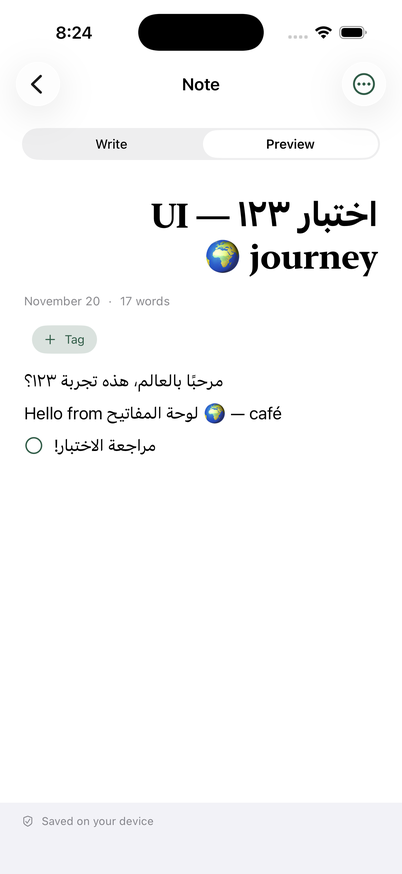 8:24
Note
Write
Preview
اختبار ١٢٣ — UI
journey 🌍
November 20 · 17 words
+ Tag
مرحبًا بالعالم، هذه تجربة ١٢٣؟
Hello from لوحة المفاتيح 🌍 — café
مراجعة الاختبار!
Saved on your device